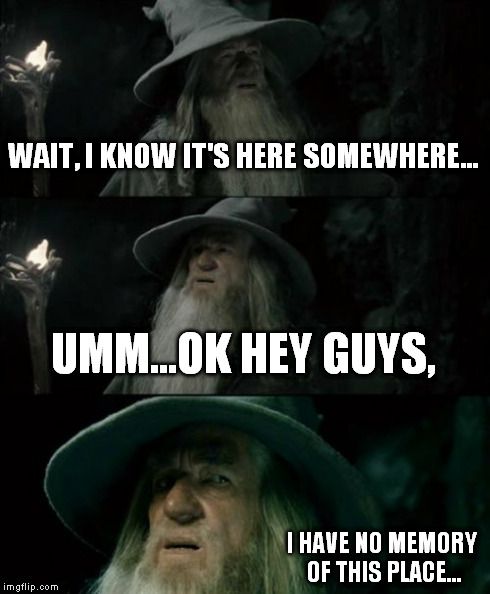 WAIT, I KNOW IT'S HERE SOMEWHERE...
UMM...OK HEY GUYS,
I HAVE NO MEMORY
OF THIS PLACE...
imgflip.com